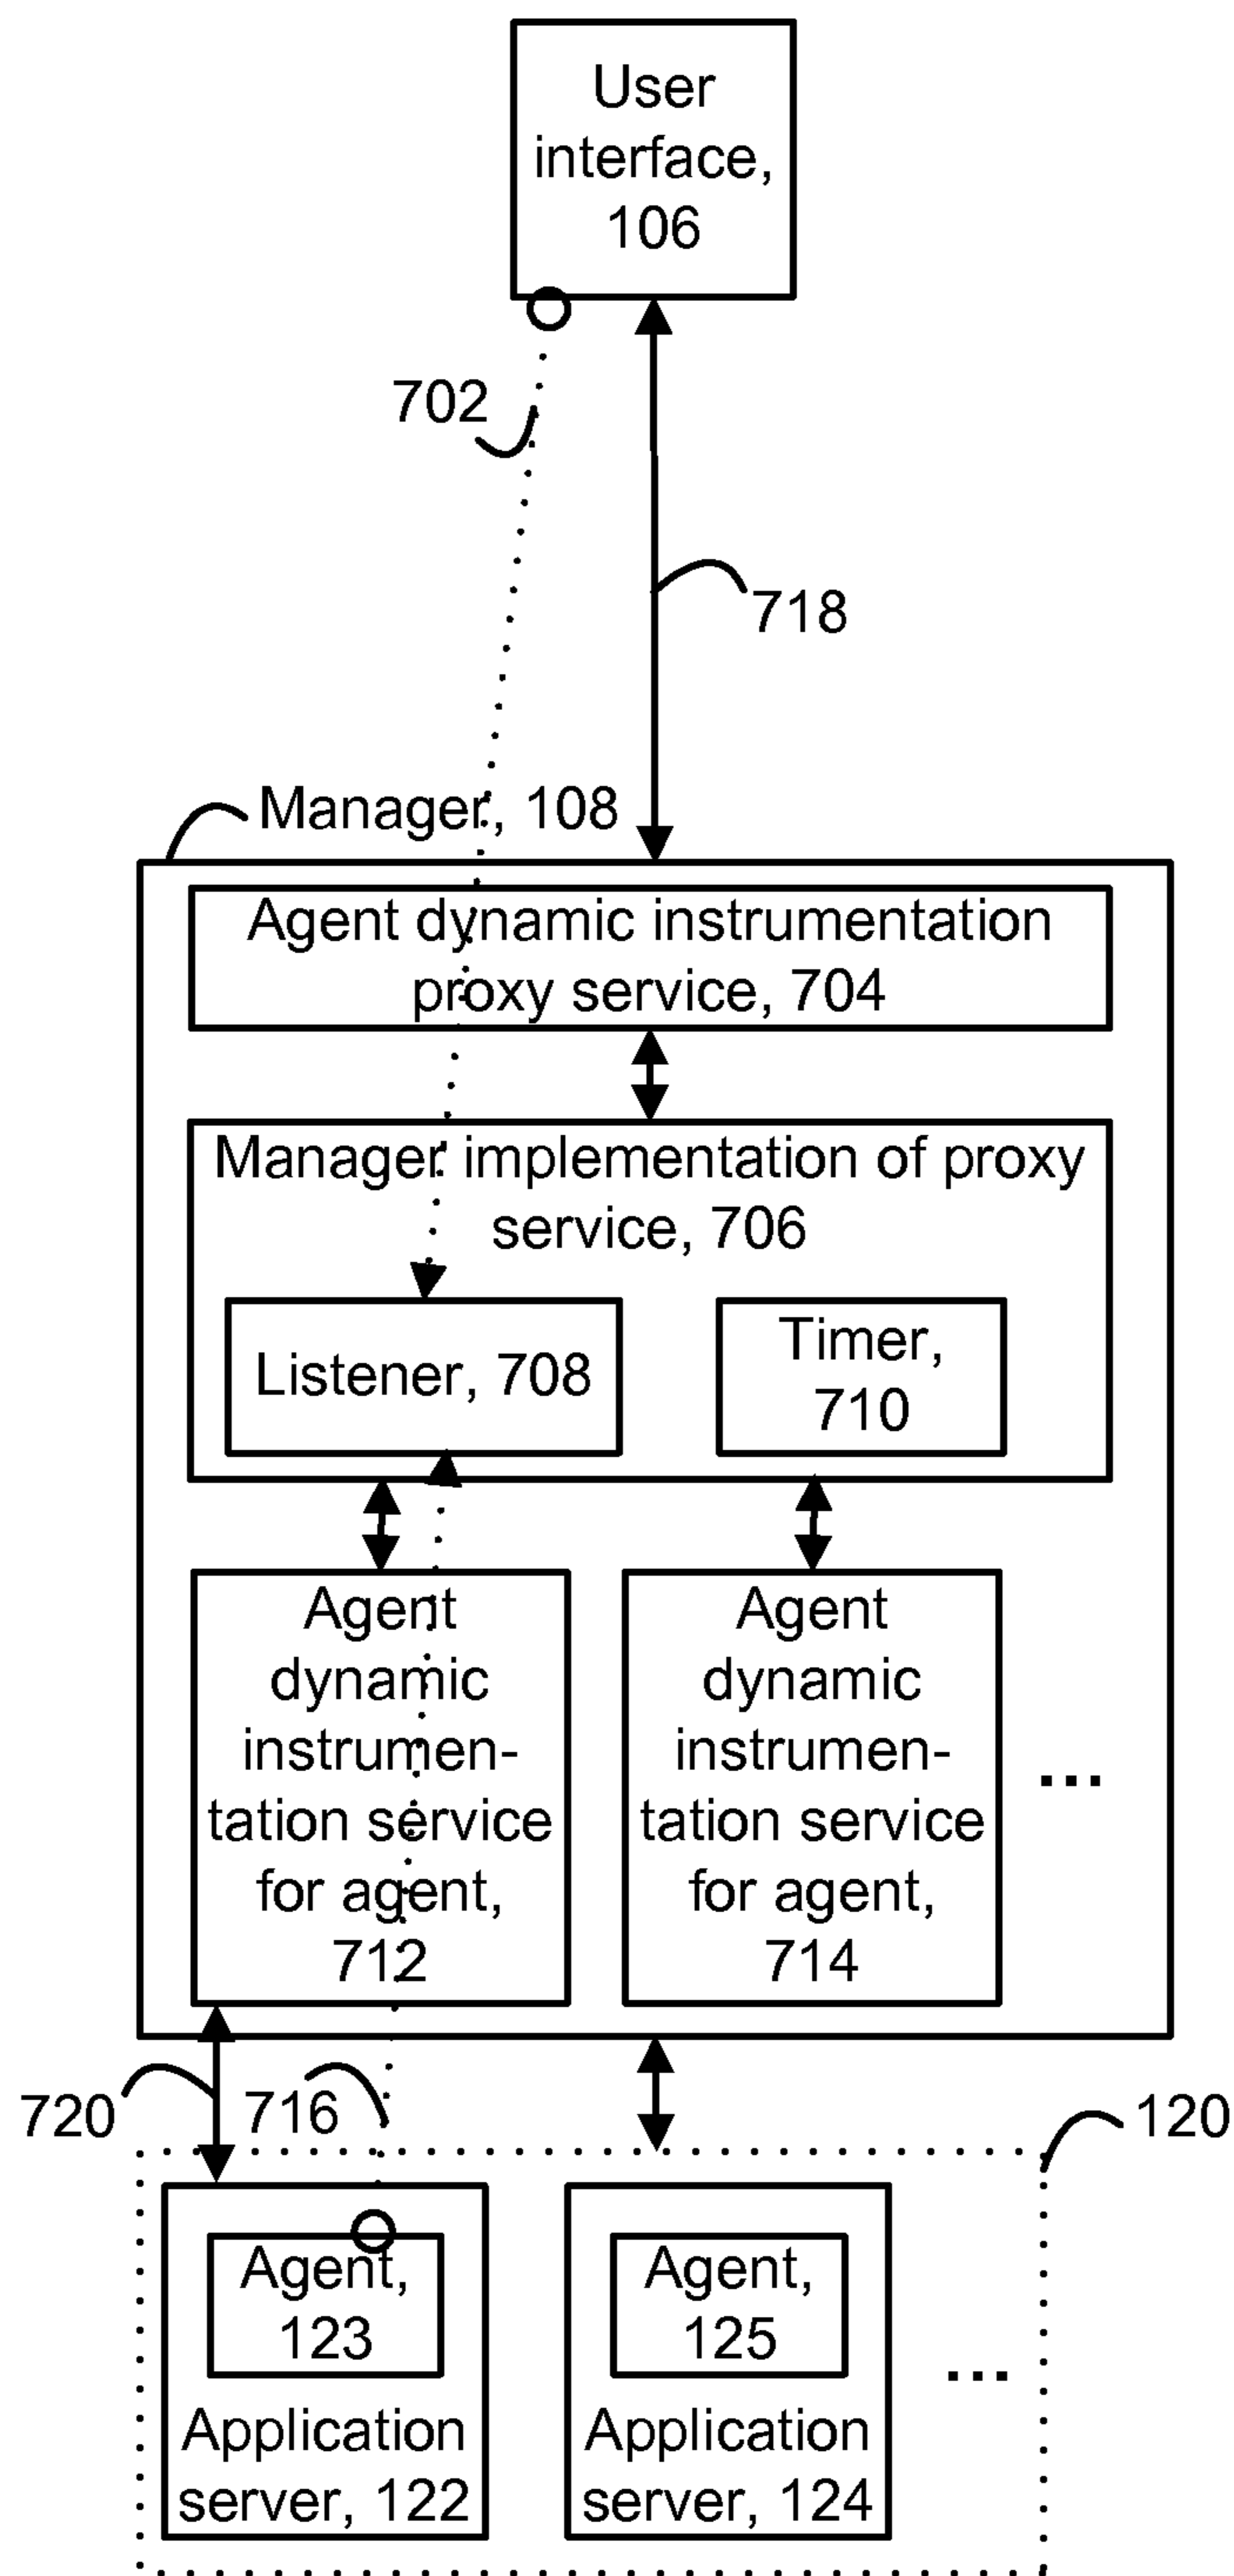 User
interface,
106
702
718
Manager, 108
Agent dynamic instrumentation
proxy service, 704
Manager implementation of proxy
service, 706
Listener, 708
Timer,
710
Agent
dynamic
instrumen-
tation service
for agent,
712
Agent
dynamic
instrumen-
tation service
for agent,
714
...
720
716
120
Agent,
123
Application
server, 122
Agent,
125
Application
server, 124
...